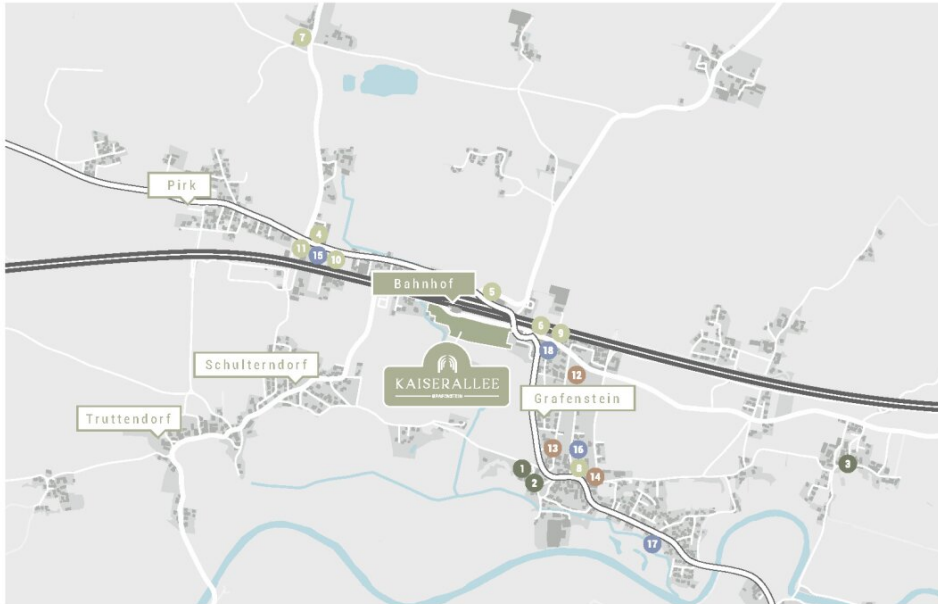 7
Pirk
4
11
15
10
Bahnhof
5
6
9
18
KAISERALLEE
GRAFENSTEIN
12
Schulterndorf
Grafenstein
Truttendorf
13
16
1
8
3
2
14
17